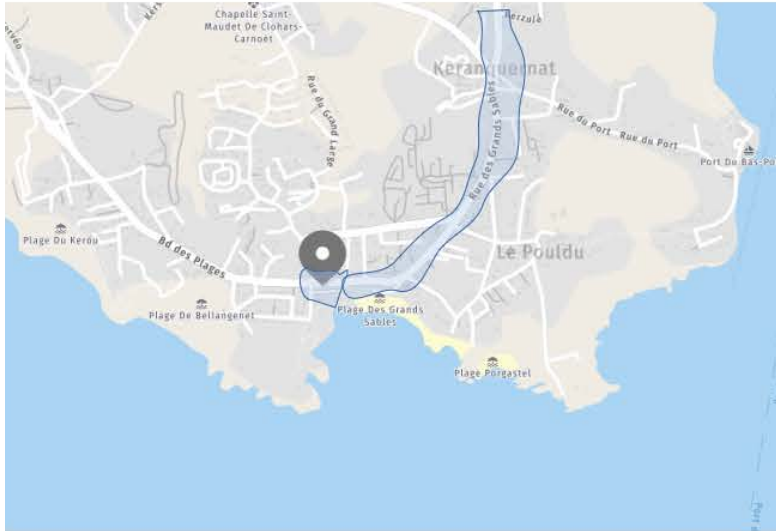 Chapelle Saint-
Maudet De Clohars-
Carnoët
Kerzulé
Keranquernat
Rue du Grand Large
Rue des Grands Sables
Rue du Port
Rue du Port
Port Du Bas-Po
Plage Du Kerou
Bd des Plages
Le Pouldu
Plage De Bellangenet
Plage Des Grands
Sables
Plage Porgastel